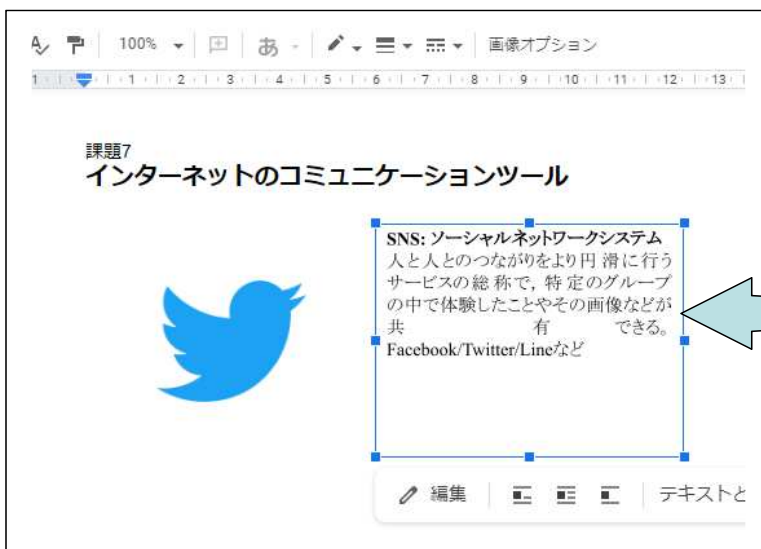 100%
あ
画像オプション
1 1 2 3 4 5 6 7 8 9 10 11 12 13
課題7
インターネットのコミュニケーションツール
SNS: ソーシャルネットワークシステム
人と人とのつながりをより円 滑に行う
サービスの総 称で, 特 定のグループ
の中で体験したことやその画像などが
共 有 できる。
Facebook/Twitter/Lineなど
編集
テキストと